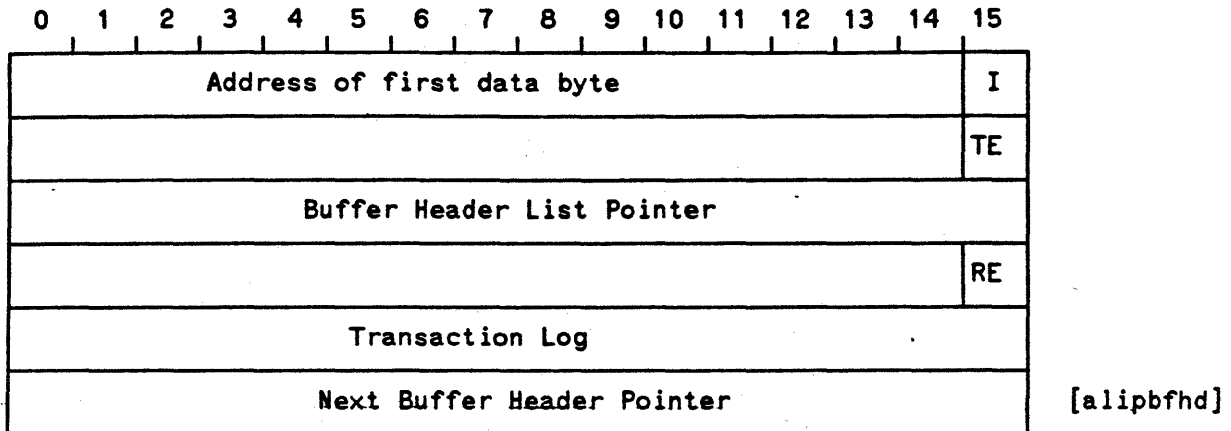 0 1 2 3 4 5 6 7 8 9 10 11 12 13 14 15
Address of first data byte I
TE
Buffer Header List Pointer
RE
Transaction Log
Next Buffer Header Pointer [alipbfhd]